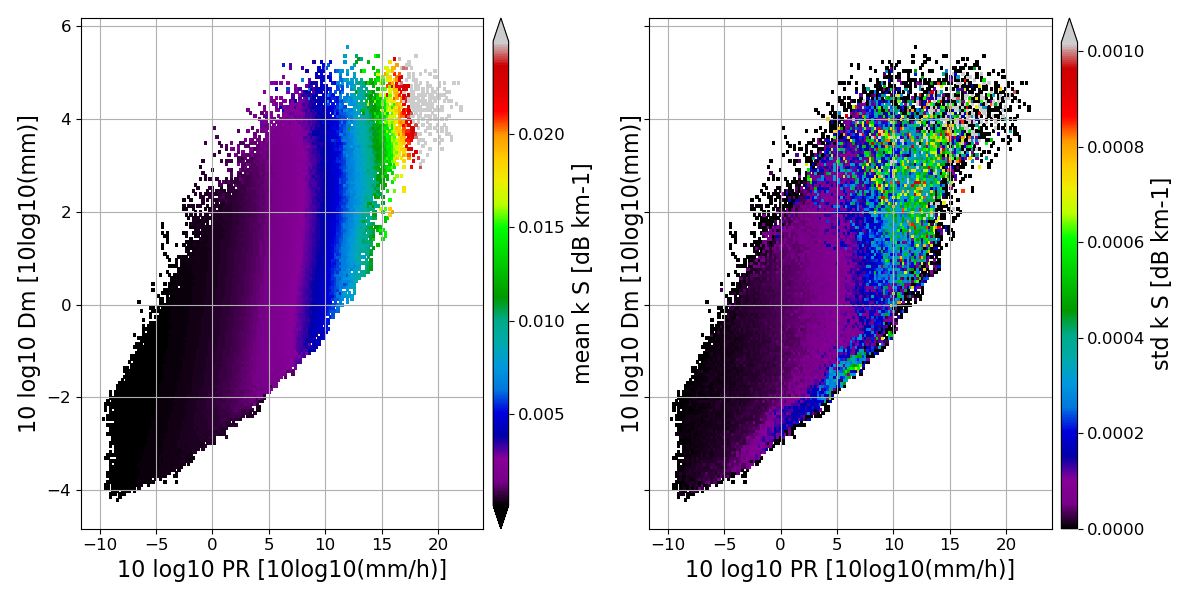 6
4
2
0
−2
−4
−10 −5 0 5 10 15 20
10 log10 PR [10log10(mm/h)]
10 log10 Dm [10log10(mm)]
0.020
0.015
0.010
0.005
mean k S [dB km-1]
−10 −5 0 5 10 15 20
10 log10 PR [10log10(mm/h)]
10 log10 Dm [10log10(mm)]
0.0010
0.0008
0.0006
0.0004
0.0002
0.0000
std k S [dB km-1]